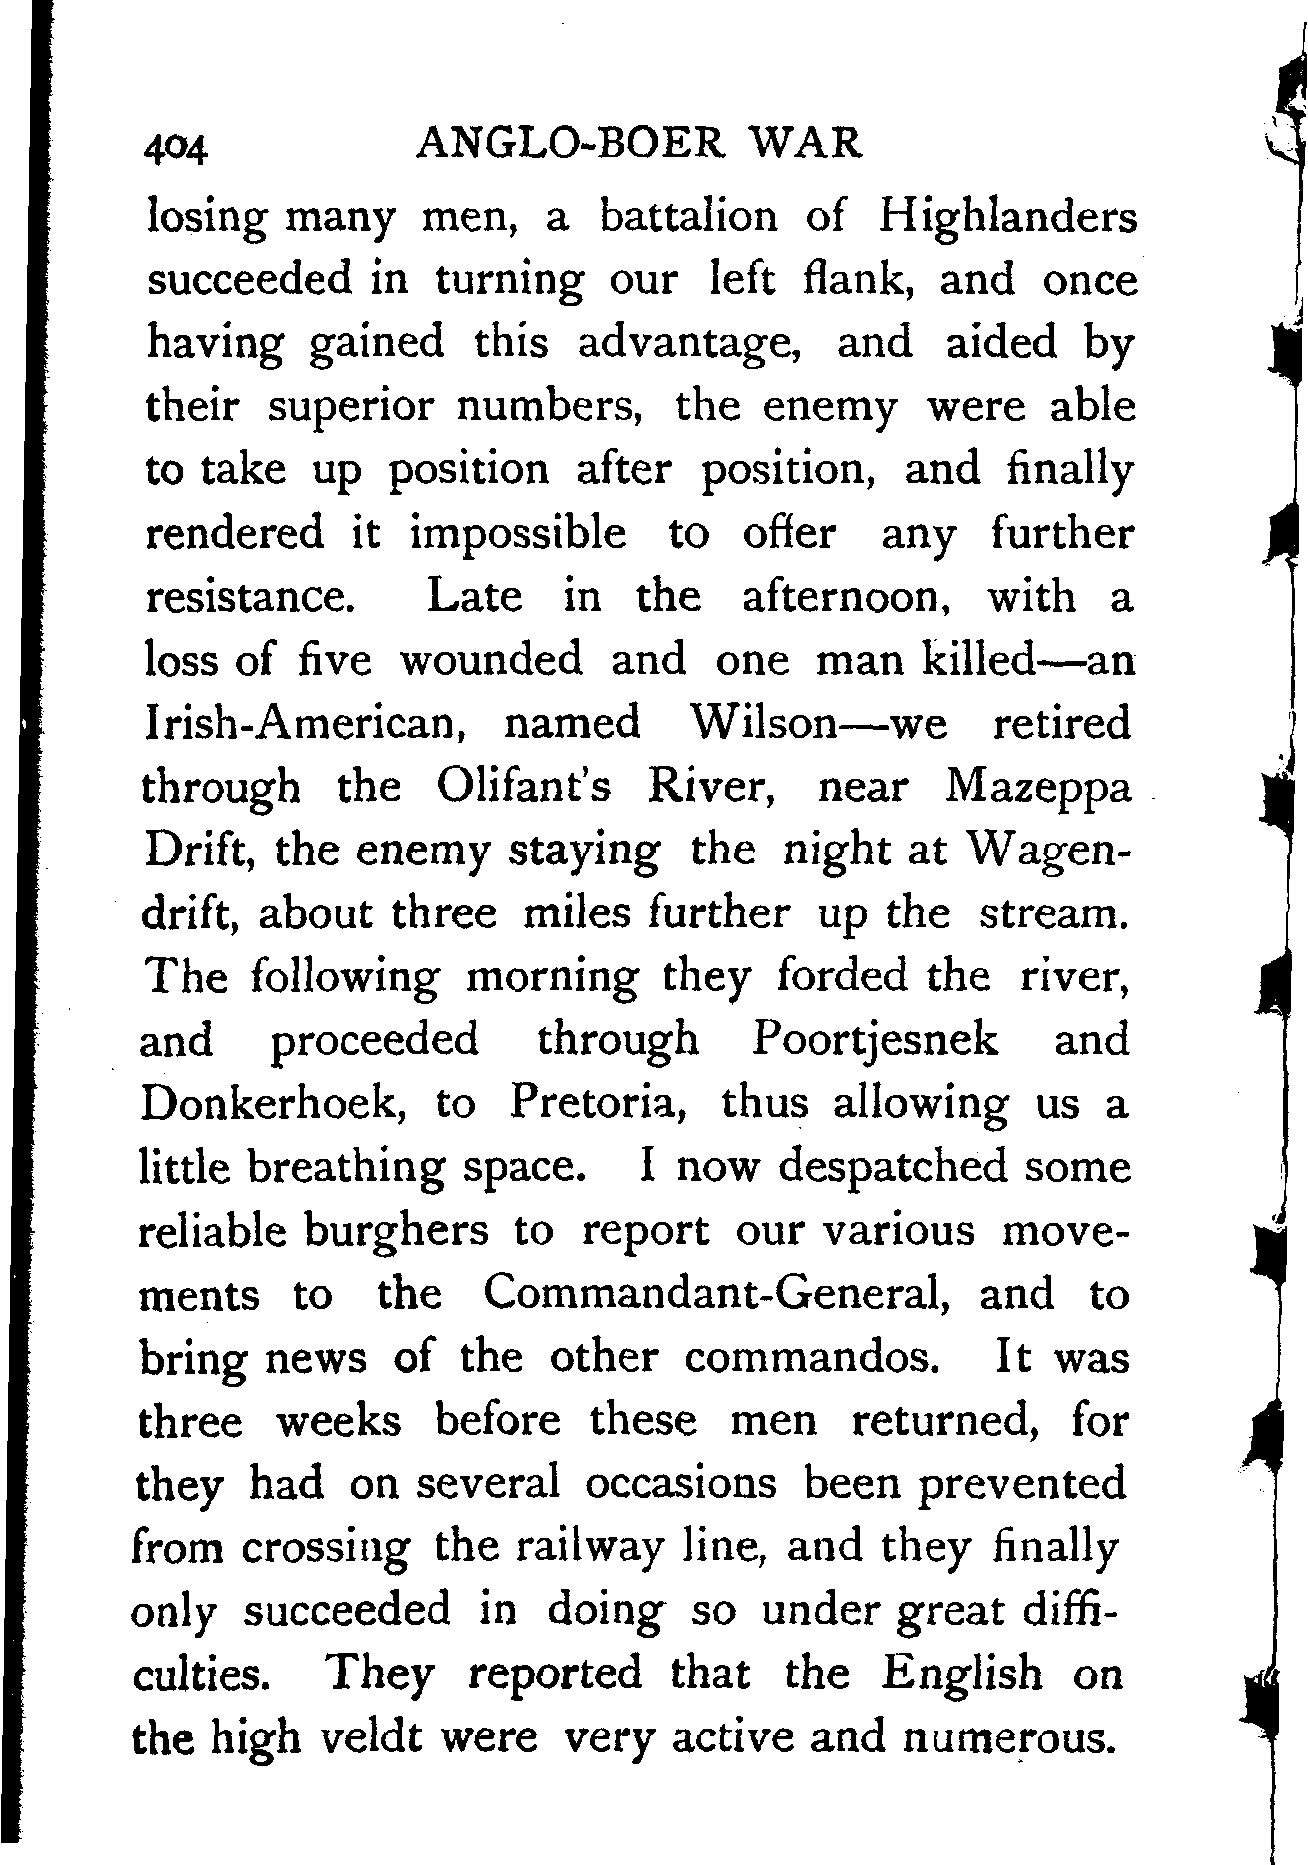 404 ANGLO-BOER WAR
losing many men, a battalion of Highlanders
succeeded in turning our left flank, and once
having gained this advantage, and aided by
their superior numbers, the enemy were able
to take up position after position, and finally
rendered it impossible to offer any further
resistance. Late in the afternoon, with a
loss of five wounded and one man killed—an
Irish-American, named Wilson—we retired
through the Olifant's River, near Mazeppa
Drift, the enemy staying the night at Wagen-
drift, about three miles further up the stream.
The following morning they forded the river,
and proceeded through Poortjesnek and
Donkerhoek, to Pretoria, thus allowing us a
little breathing space. I now despatched some
reliable burghers to report our various move-
ments to the Commandant-General, and to
bring news of the other commandos. It was
three weeks before these men returned, for
they had on several occasions been prevented
from crossing the railway line, and they finally
only succeeded in doing so under great diffi-
culties. They reported that the English on
the high veldt were very active and numerous.